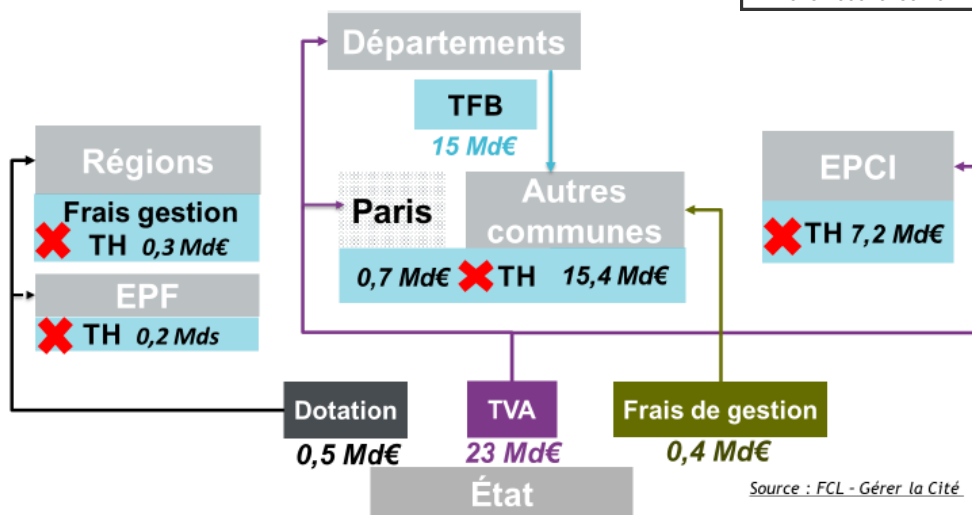 Départements
TFB
15 Md€
Régions
Frais gestion
TH 0,3 Md€
EPF
TH 0,2 Mds
Paris
Autres
communes
0,7 Md€ TH 15,4 Md€
EPCI
TH 7,2 Md€
Dotation
0,5 Md€
TVA
23 Md€
Frais de gestion
0,4 Md€
État
Source : FCL - Gérer la Cité